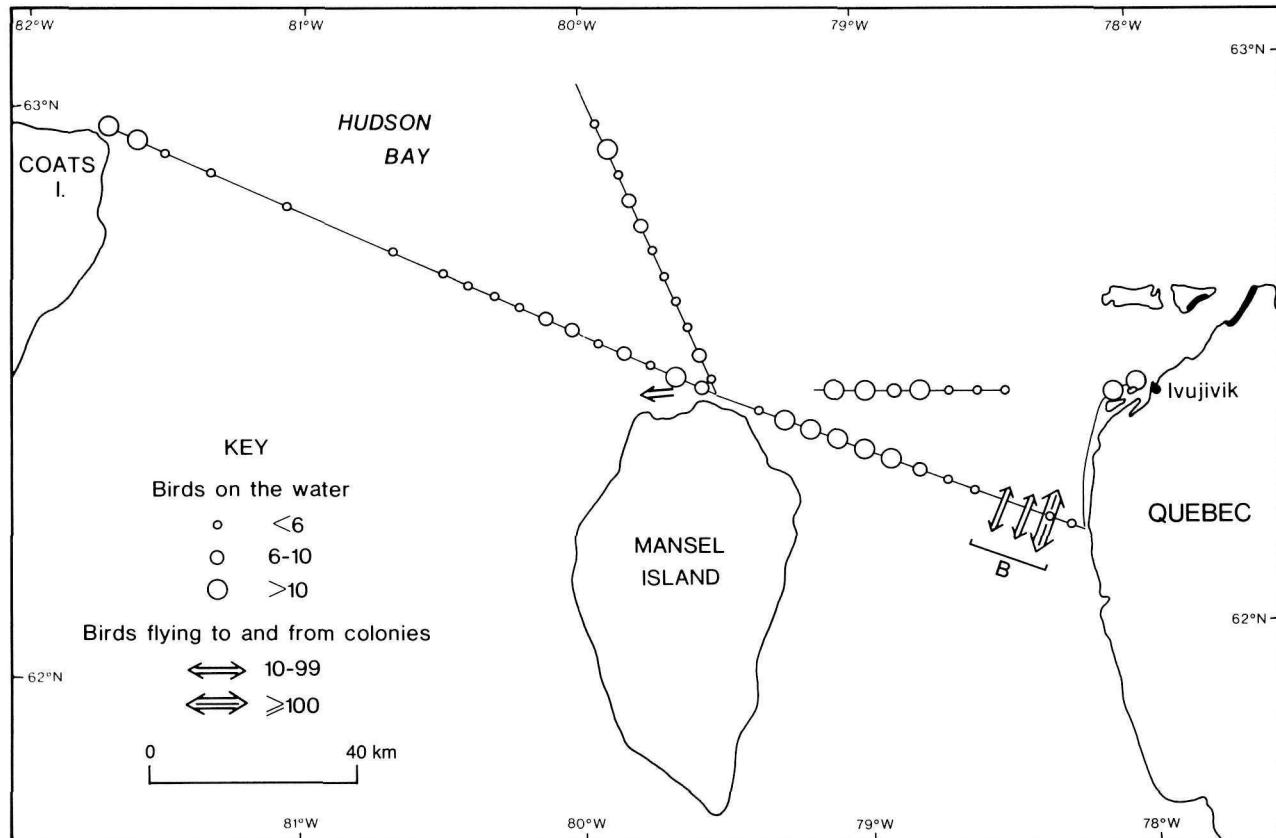 82°W
81°W
80°W
79°W
78°W
63°N
63°N
HUDSON
BAY
COATS
I.
Ivujivik
KEY
Birds on the water
<6
6-10
>10
Birds flying to and from colonies
10-99
⩾100
0 40 km
MANSEL
ISLAND
QUEBEC
B
62°N
62°N
81°W
80°W
79°W
78°W